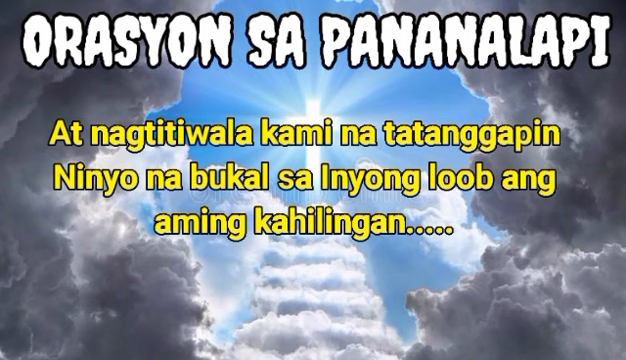 ORASYON SA PANANALAPI
At nagtitiwala kami na tatanggapin
Ninyo na bukal sa Inyong loob ang
aming kahilingan.....